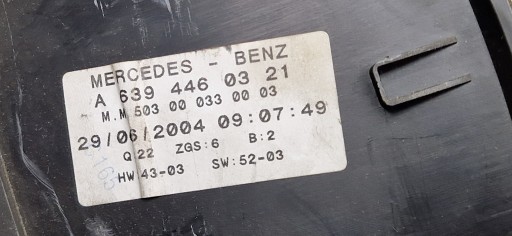 MERCEDES - BENZ
A 639 446 03 21
M.M 503 00 033 00 03
29/06/2004 09:07:49
Q:22 ZGS:6 B:2
HW:43-03 SW:52-03